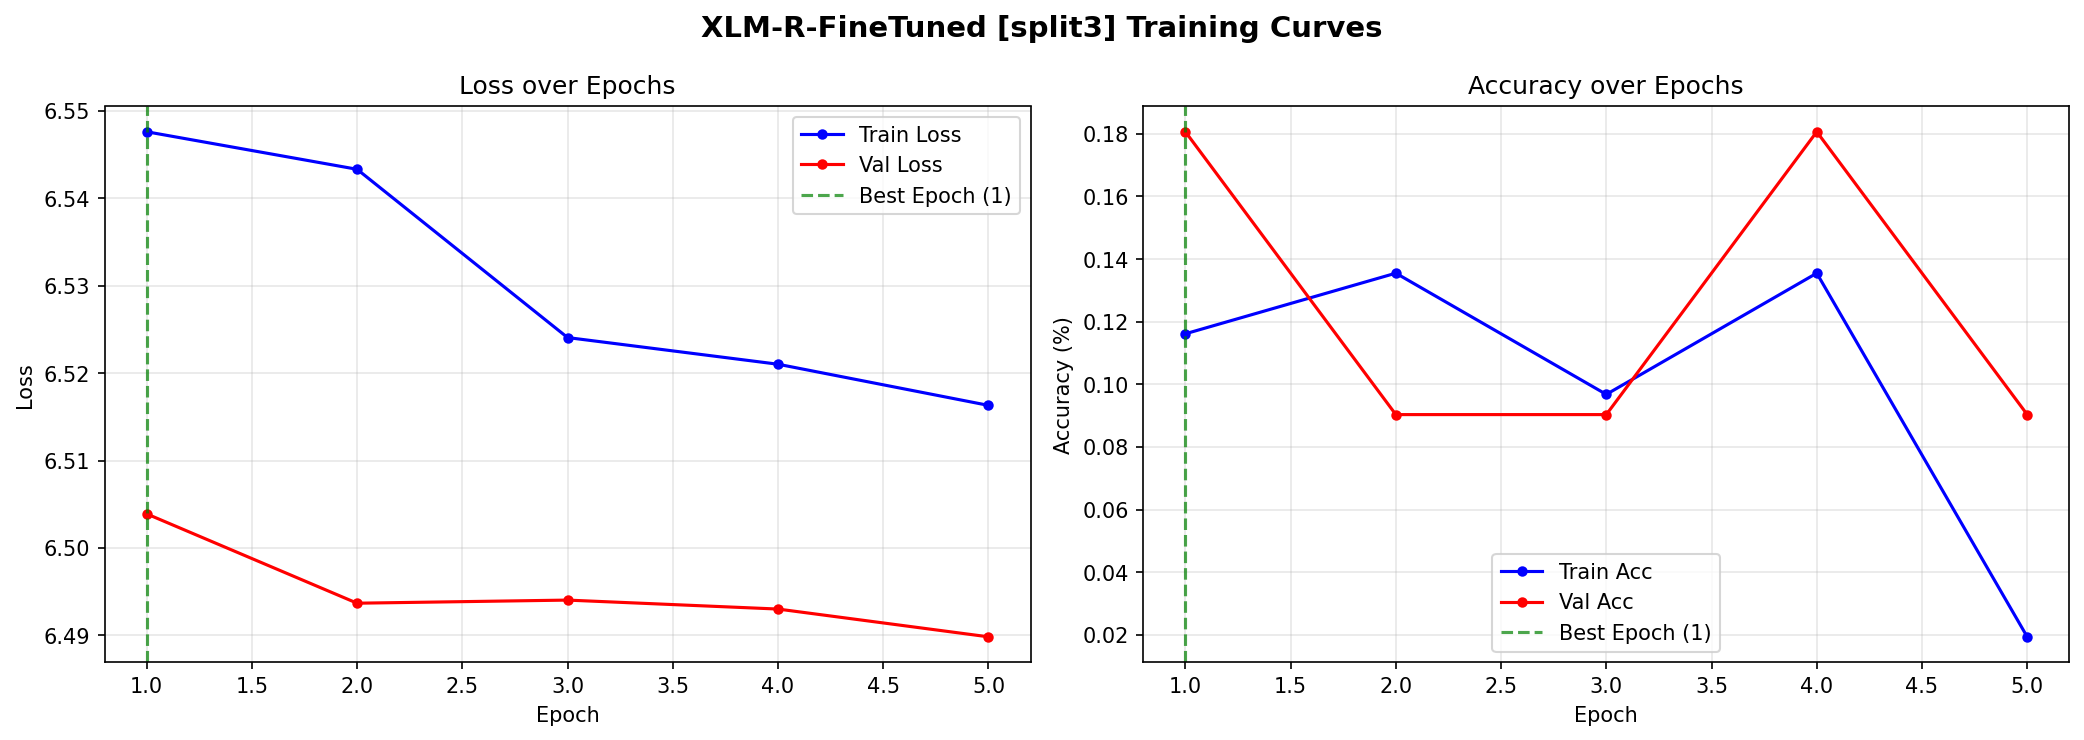 XLM-R-FineTuned [split3] Training Curves
Loss over Epochs
6.55
6.54
6.53
6.52
6.51
6.50
6.49
Loss
Train Loss
Val Loss
Best Epoch (1)
1.0 1.5 2.0 2.5 3.0 3.5 4.0 4.5 5.0
Epoch
Accuracy over Epochs
0.18
0.16
0.14
0.12
0.10
0.08
0.06
0.04
0.02
Accuracy (%)
Train Acc
Val Acc
Best Epoch (1)
1.0 1.5 2.0 2.5 3.0 3.5 4.0 4.5 5.0
Epoch